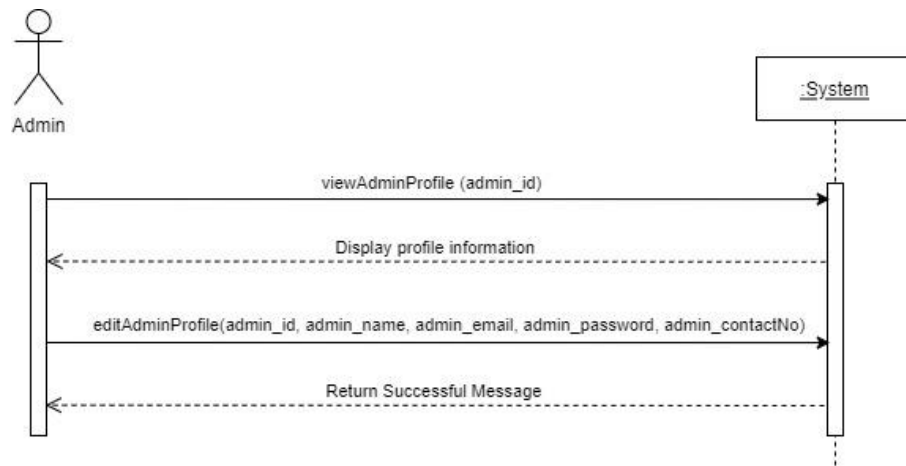 Admin
:System
viewAdminProfile (admin_id)
Display profile information
editAdminProfile(admin_id, admin_name, admin_email, admin_password, admin_contactNo)
Return Successful Message